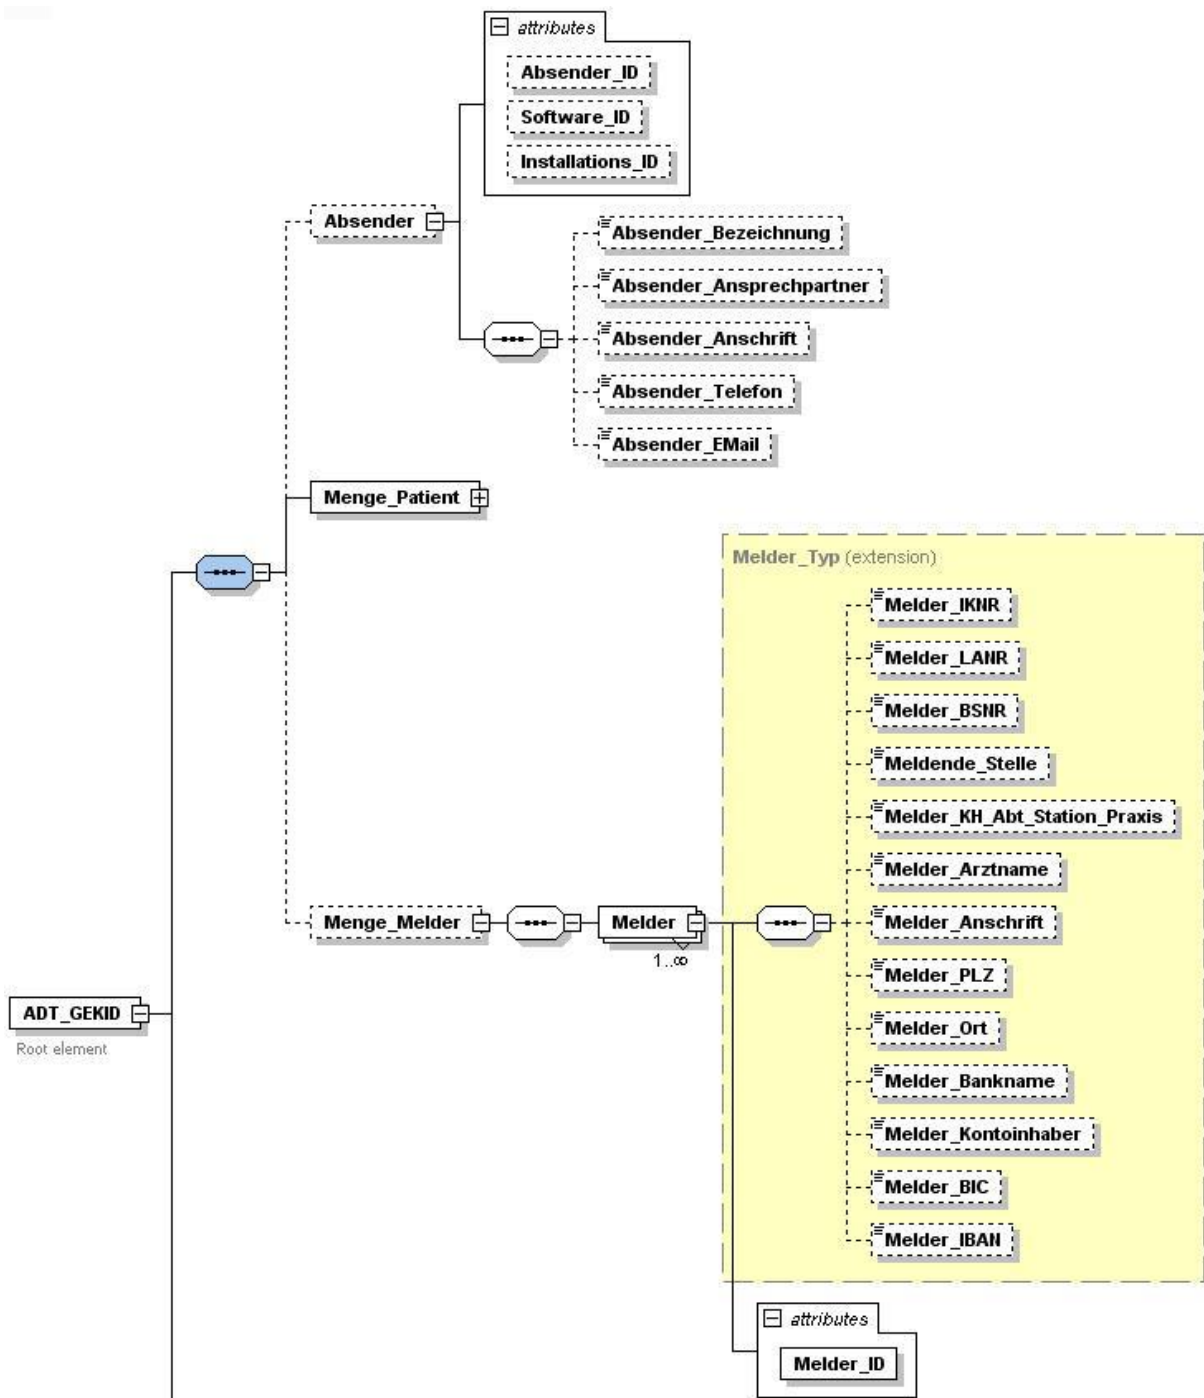 attributes
Absender_ID
Software_ID
Installations_ID
Absender
Absender_Bezeichnung
Absender_Ansprechpartner
Absender_Anschrift
Absender_Telefon
Absender_EMail
Menge_Patient
Melder_Typ (extension)
Melder_IKNR
Melder_LANR
Melder_BSNR
Meldende_Stelle
Melder_KH_Abt_Station_Praxis
Melder_Arztname
Menge_Melder
Melder
1..∞
Melder_Anschrift
Melder_PLZ
Melder_Ort
Melder_Bankname
Melder_Kontoinhaber
Melder_BIC
Melder_IBAN
ADT_GEKID
Root element
attributes
Melder_ID